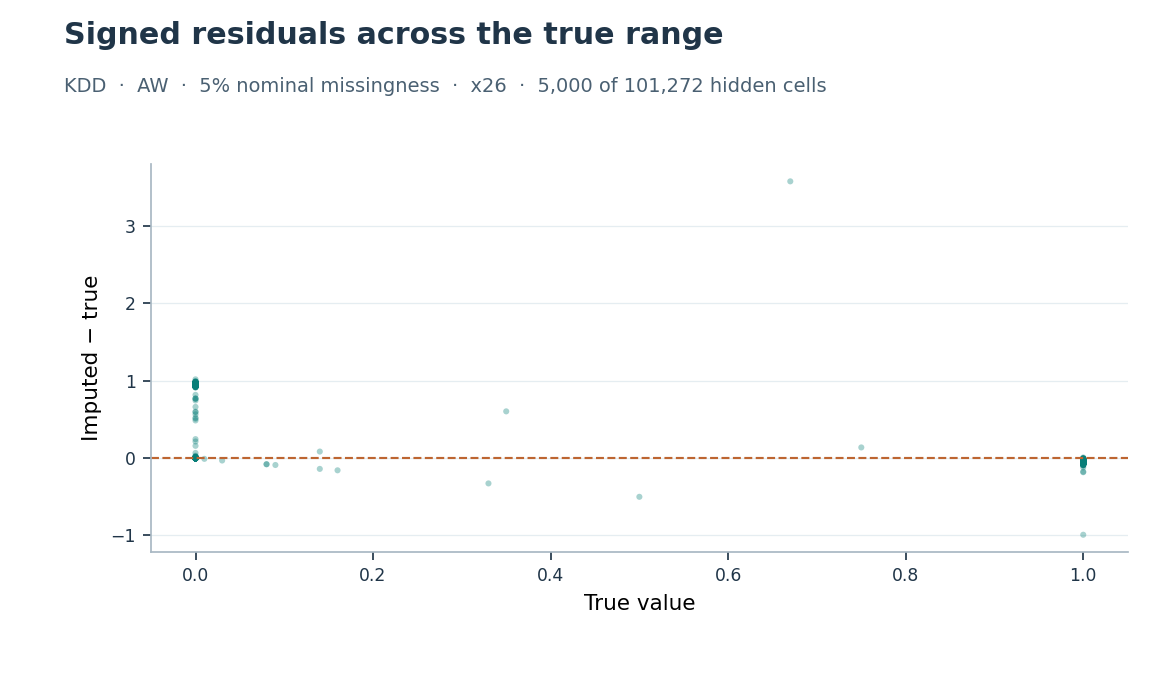 Signed residuals across the true range
KDD · AW · 5% nominal missingness · x26 · 5,000 of 101,272 hidden cells
Imputed − true
3
2
1
0
−1
0.0 0.2 0.4 0.6 0.8 1.0
True value